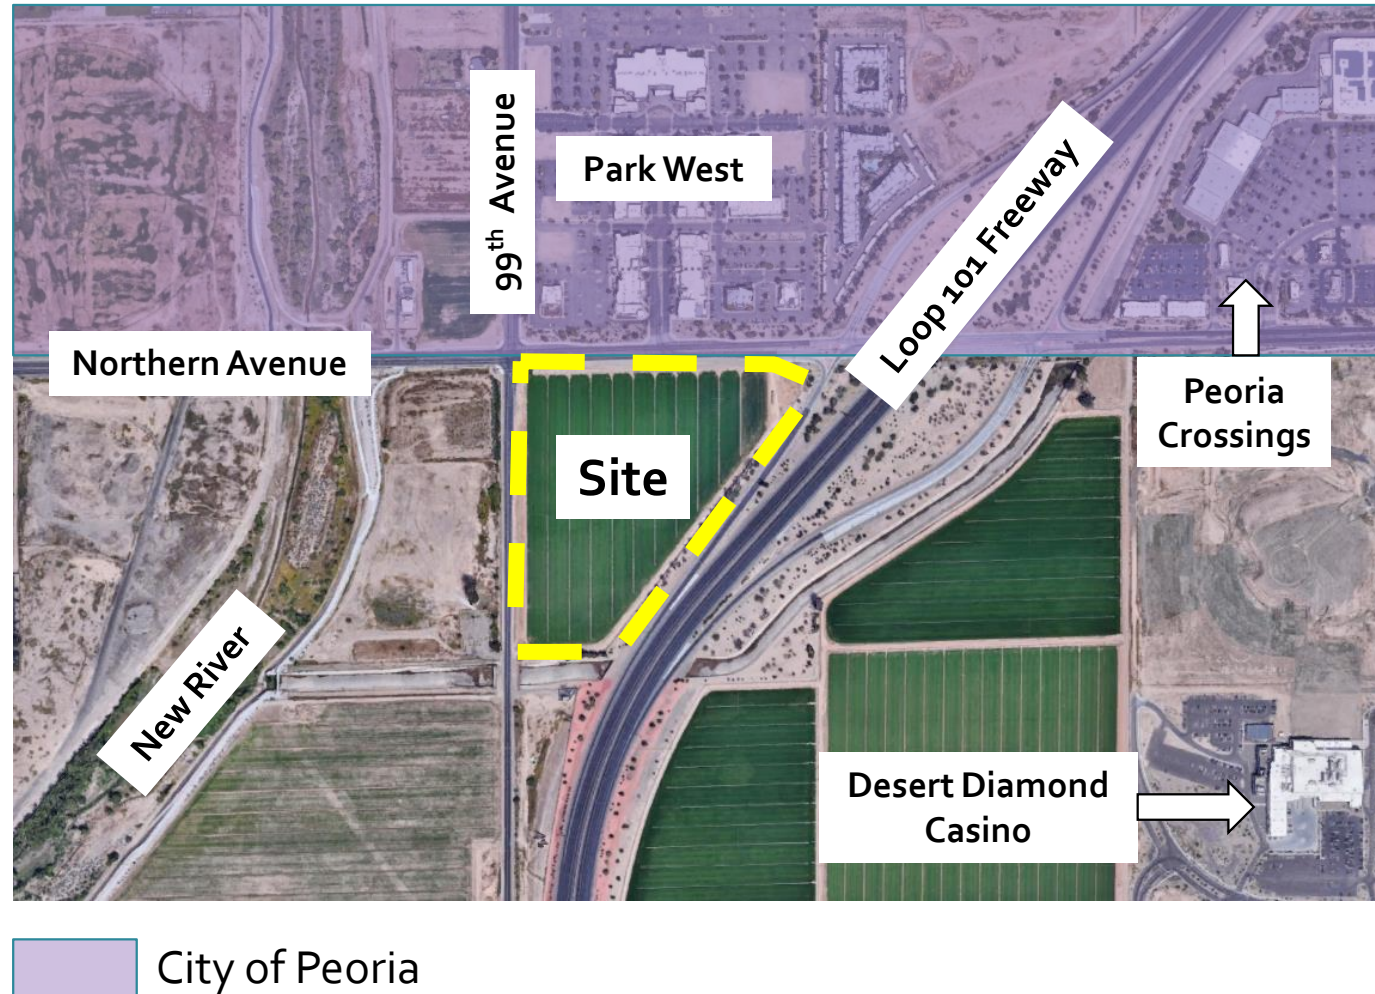 99th Avenue
Park West
Loop 101 Freeway
Northern Avenue
Peoria
Crossings
Site
New River
Desert Diamond
Casino
City of Peoria